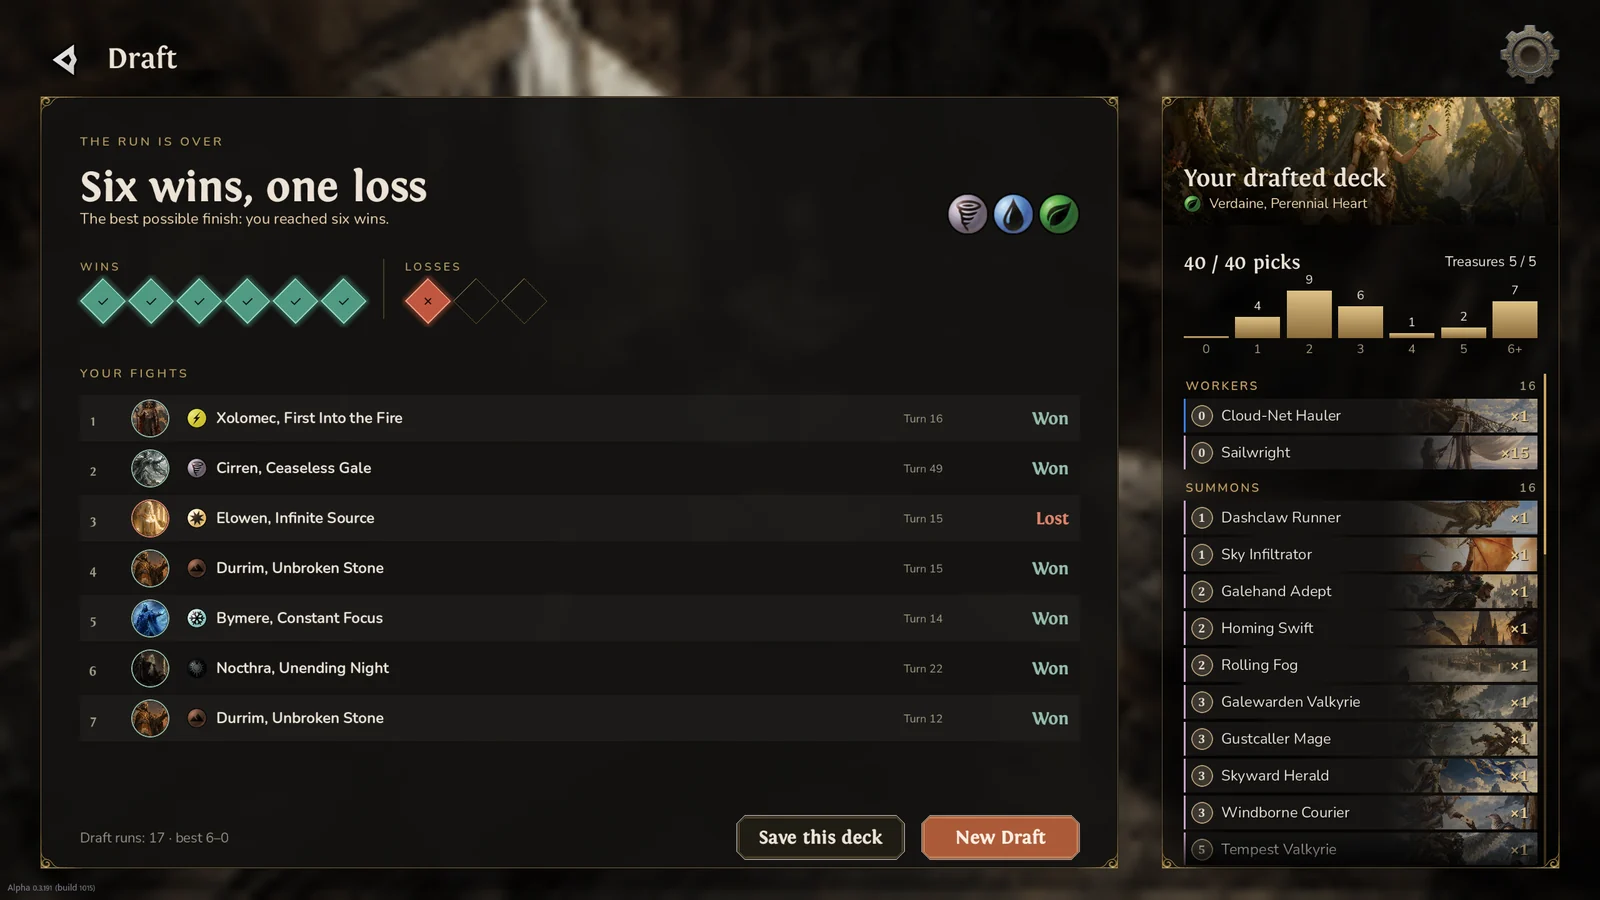 Draft
THE RUN IS OVER
Six wins, one loss
The best possible finish: you reached six wins.
WINS
LOSSES
YOUR FIGHTS
1 Xolomec, First Into the Fire Turn 16 Won
2 Cirren, Ceaseless Gale Turn 49 Won
3 Elowen, Infinite Source Turn 15 Lost
4 Durrim, Unbroken Stone Turn 15 Won
5 Bymere, Constant Focus Turn 14 Won
6 Nocthra, Unending Night Turn 22 Won
7 Durrim, Unbroken Stone Turn 12 Won
Draft runs: 17 · best 6–0
Save this deck
New Draft
Your drafted deck
Verdaine, Perennial Heart
40 / 40 picks
Treasures 5 / 5
4 9 6 1 2 7
0 1 2 3 4 5 6+
WORKERS 16
0 Cloud-Net Hauler ×1
0 Sailwright ×15
SUMMONS 16
1 Dashclaw Runner ×1
1 Sky Infiltrator ×1
2 Galehand Adept ×1
2 Homing Swift ×1
2 Rolling Fog ×1
3 Galewarden Valkyrie ×1
3 Gustcaller Mage ×1
3 Skyward Herald ×1
3 Windborne Courier ×1
5 Tempest Valkyrie ×1
Alpha 0.3.191 (build 1015)